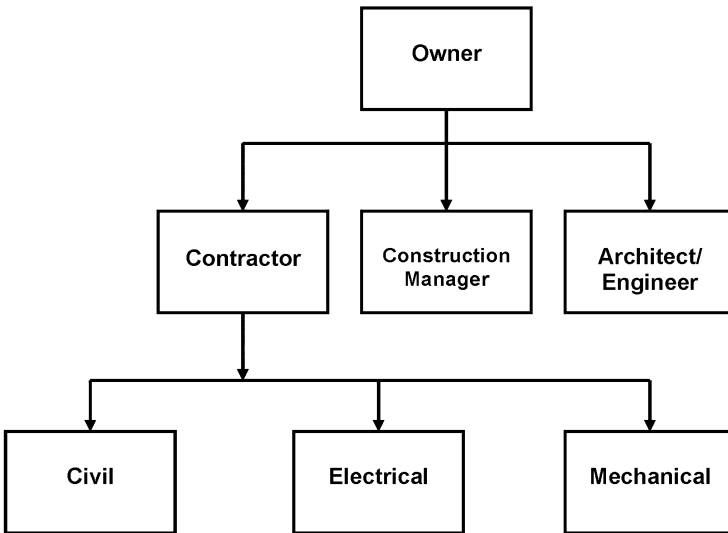 Owner
Contractor
Construction
Manager
Architect/
Engineer
Civil
Electrical
Mechanical